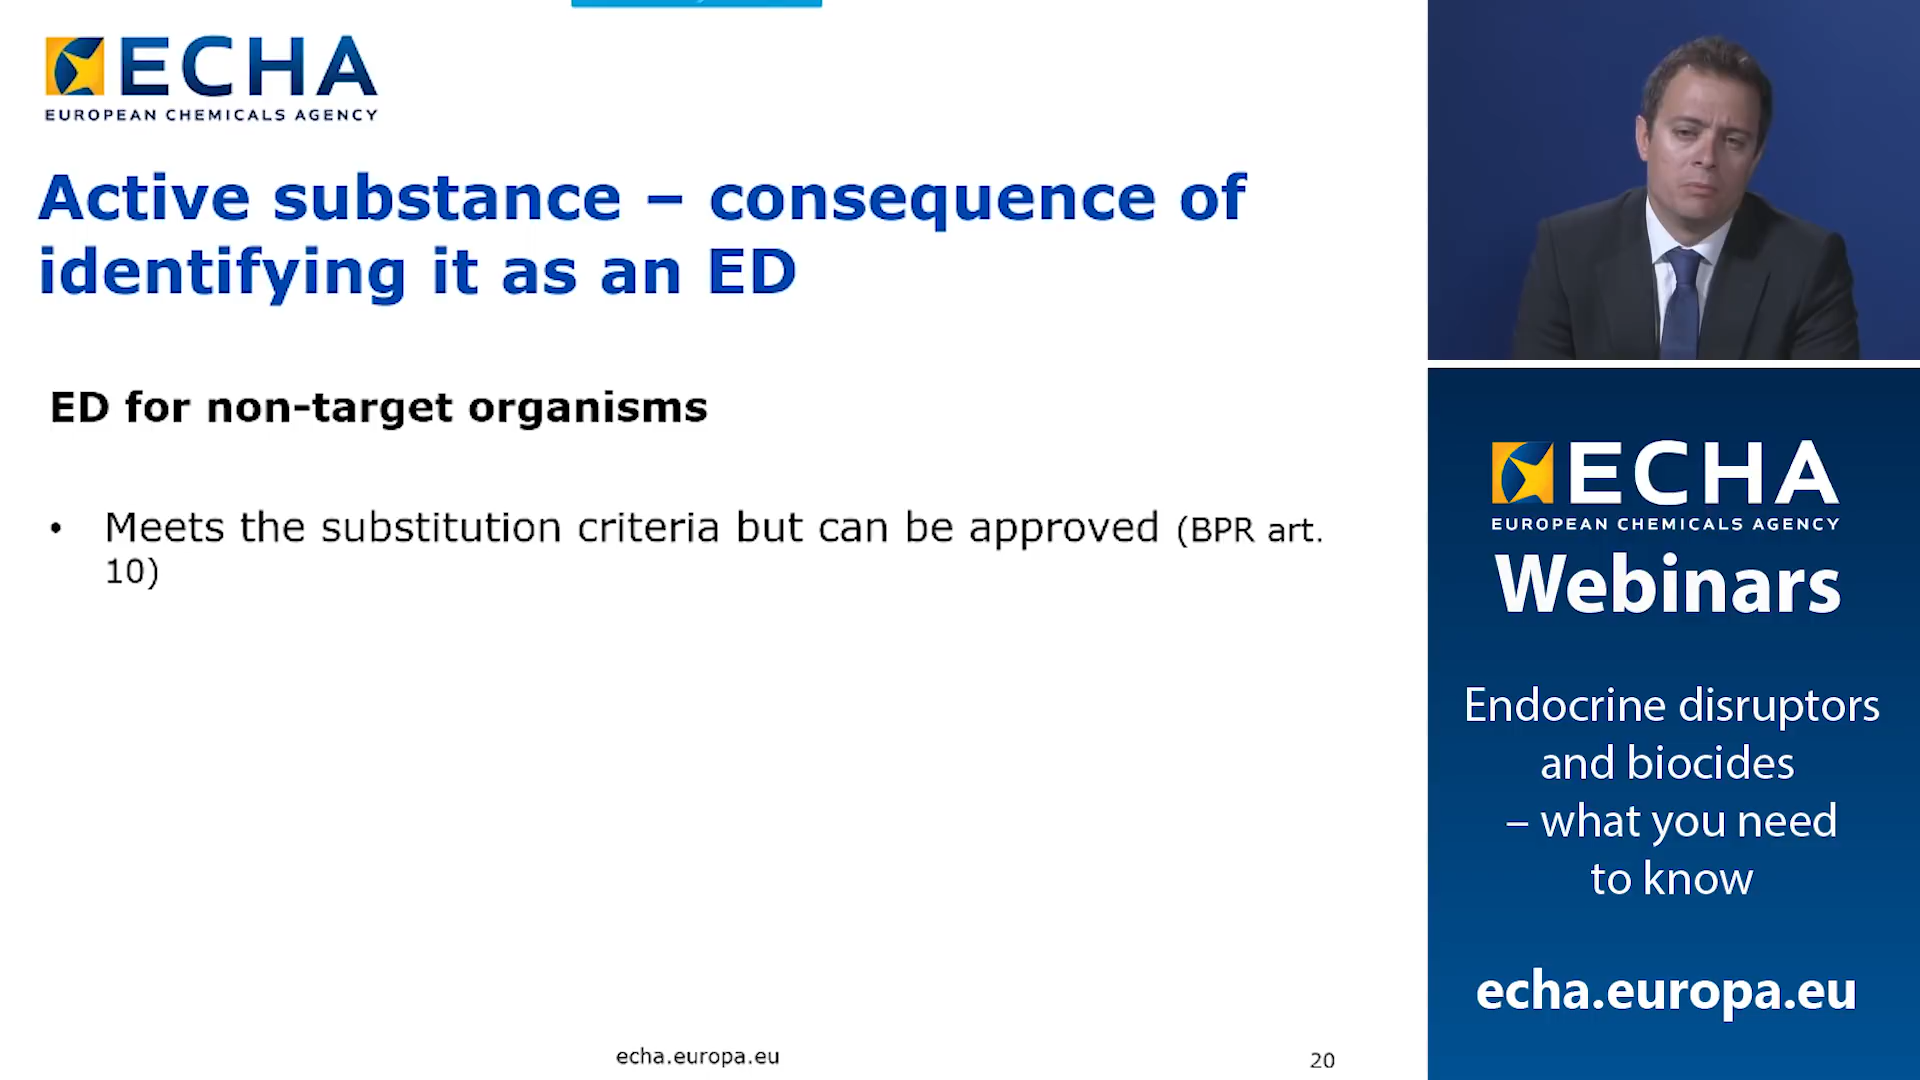 ECHA
EUROPEAN CHEMICALS AGENCY
Active substance – consequence of
identifying it as an ED
ED for non-target organisms
• Meets the substitution criteria but can be approved (BPR art.
10)
echa.europa.eu
20
ECHA
EUROPEAN CHEMICALS AGENCY
Webinars
Endocrine disruptors
and biocides
– what you need
to know
echa.europa.eu